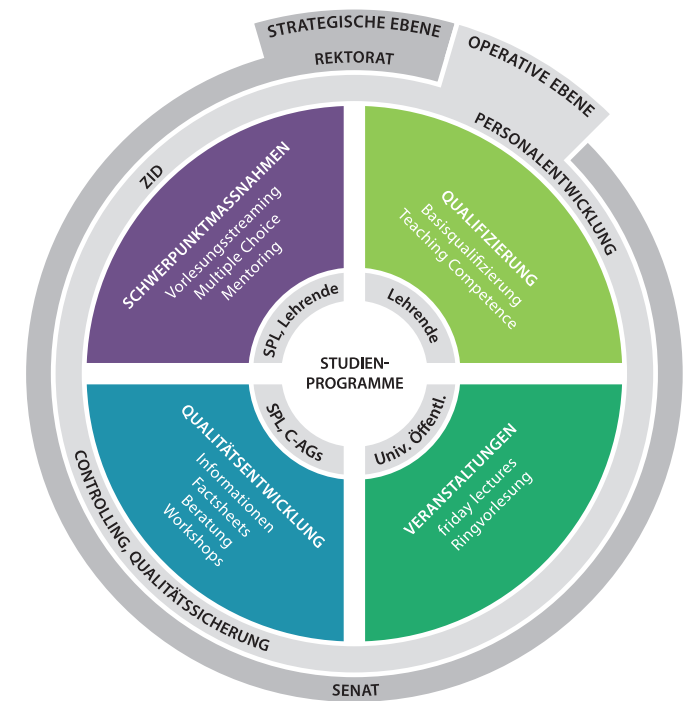 STRATEGISCHE EBENE
REKTORAT
OPERATIVE EBENE
PERSONALENTWICKLUNG
ZID
SCHWERPUNKTMASSNAHMEN
Vorlesungsstreaming
Multiple Choice
Mentoring
QUALIFIZIERUNG
Basisqualifizierung
Teaching Competence
SPL, Lehrende
Lehrende
STUDIEN-
PROGRAMME
SPL, C-AGs
Univ. Öffentl.
QUALITÄTSENTWICKLUNG
Informationen
Factsheets
Beratung
Workshops
VERANSTALTUNGEN
friday lectures
Ringvorlesung
CONTROLLING, QUALITÄTSSICHERUNG
SENAT